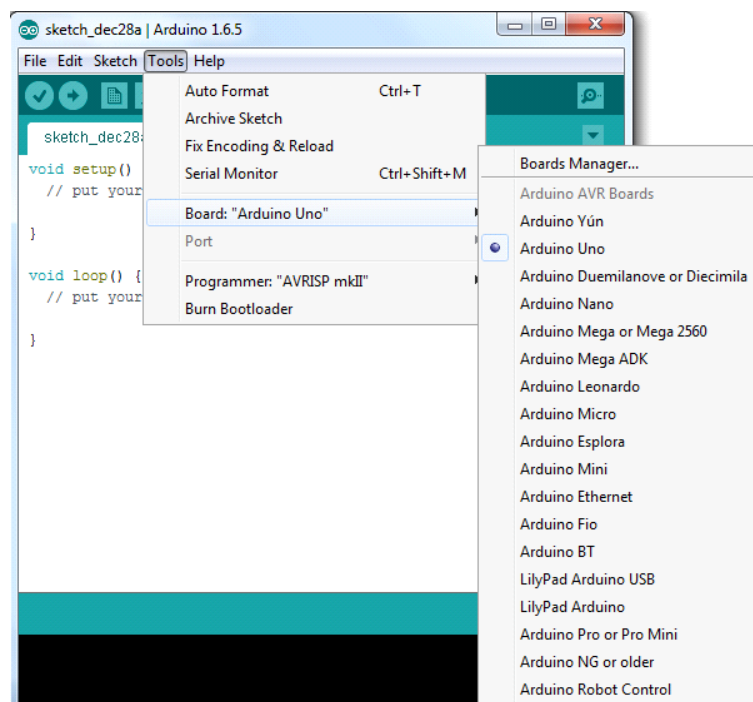 sketch_dec28a | Arduino 1.6.5
File Edit Sketch Tools Help
Auto Format Ctrl+T
Archive Sketch
Fix Encoding & Reload
Serial Monitor Ctrl+Shift+M
Board: "Arduino Uno"
Port
Programmer: "AVRISP mkII"
Burn Bootloader
sketch_dec28a
void setup()
// put your
}
void loop() {
// put your
}
Boards Manager...
Arduino AVR Boards
Arduino Yún
Arduino Uno
Arduino Duemilanove or Diecimila
Arduino Nano
Arduino Mega or Mega 2560
Arduino Mega ADK
Arduino Leonardo
Arduino Micro
Arduino Esplora
Arduino Mini
Arduino Ethernet
Arduino Fio
Arduino BT
LilyPad Arduino USB
LilyPad Arduino
Arduino Pro or Pro Mini
Arduino NG or older
Arduino Robot Control